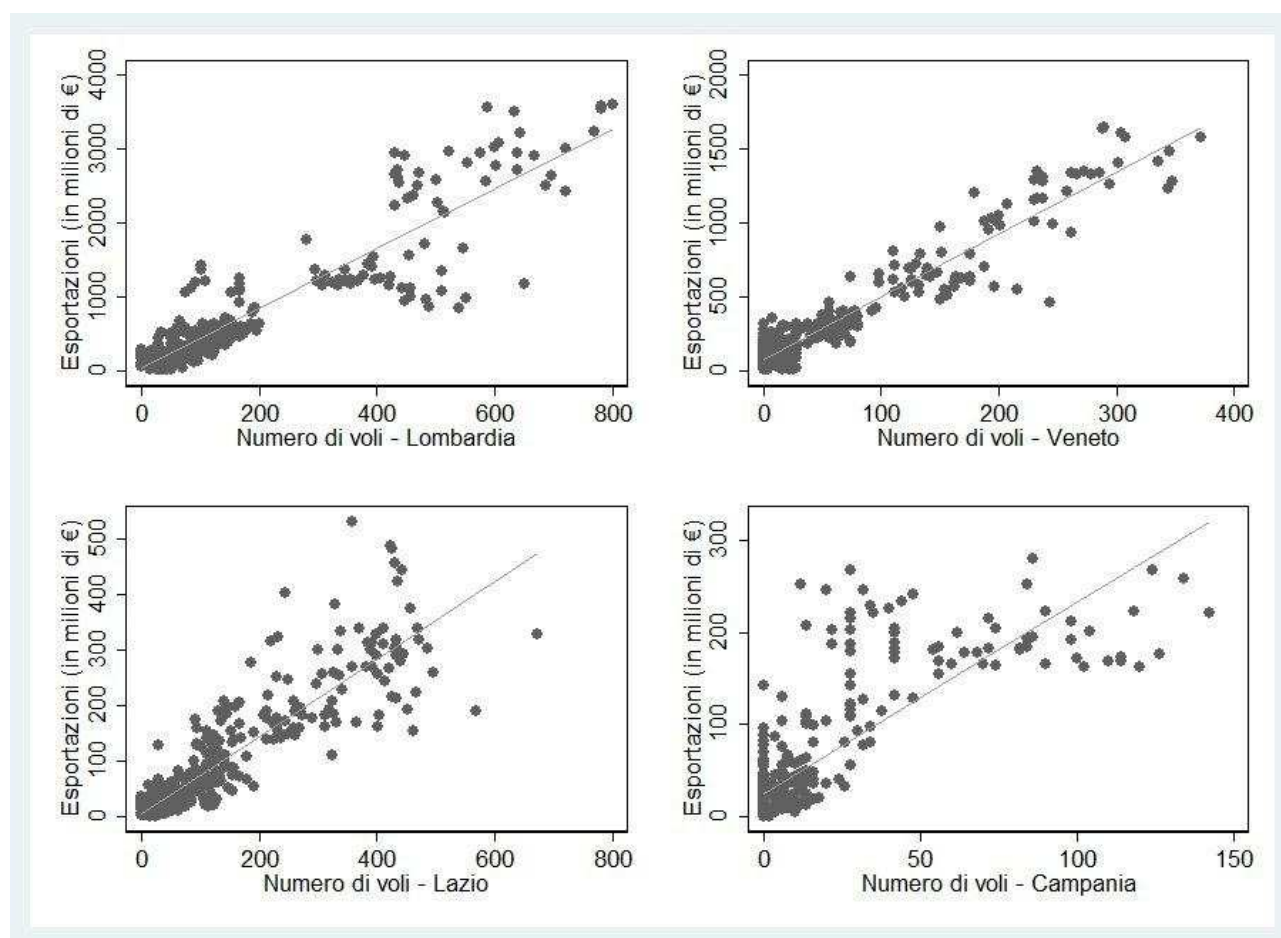 Esportazioni (in milioni di €)
0 1000 2000 3000 4000
0 200 400 600 800
Numero di voli - Lombardia
Esportazioni (in milioni di €)
0 500 1000 1500 2000
0 100 200 300 400
Numero di voli - Veneto
Esportazioni (in milioni di €)
0 100 200 300 400 500
0 200 400 600 800
Numero di voli - Lazio
Esportazioni (in milioni di €)
0 100 200 300
0 50 100 150
Numero di voli - Campania